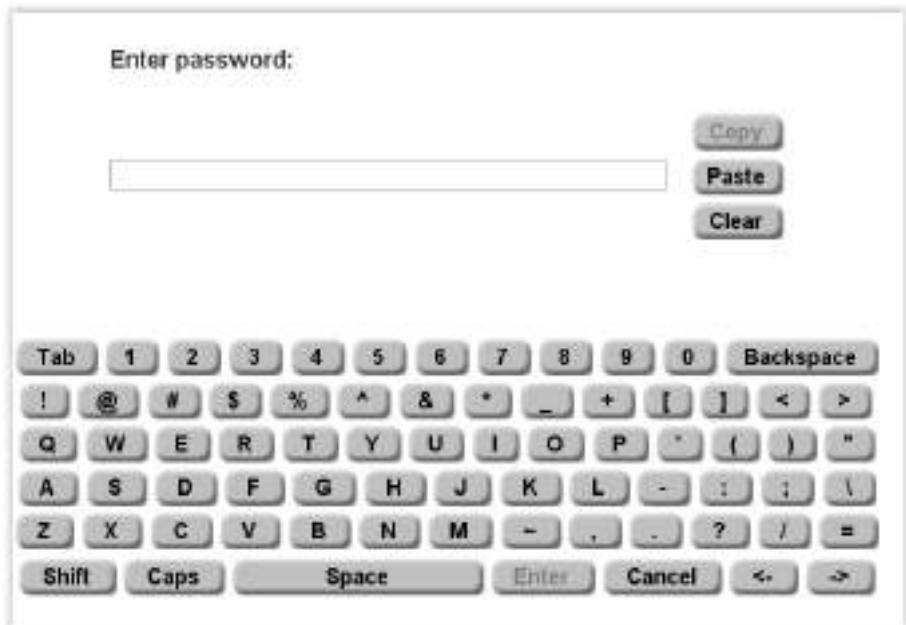 Enter password:
Copy
Paste
Clear
Tab 1 2 3 4 5 6 7 8 9 0 Backspace
! @ # $ % ^ & * _ + [ ] < >
Q W E R T Y U I O P ( ) "
A S D F G H J K L - : ; \
Z X C V B N M ~ , . ? / =
Shift Caps Space Enter Cancel <- ->